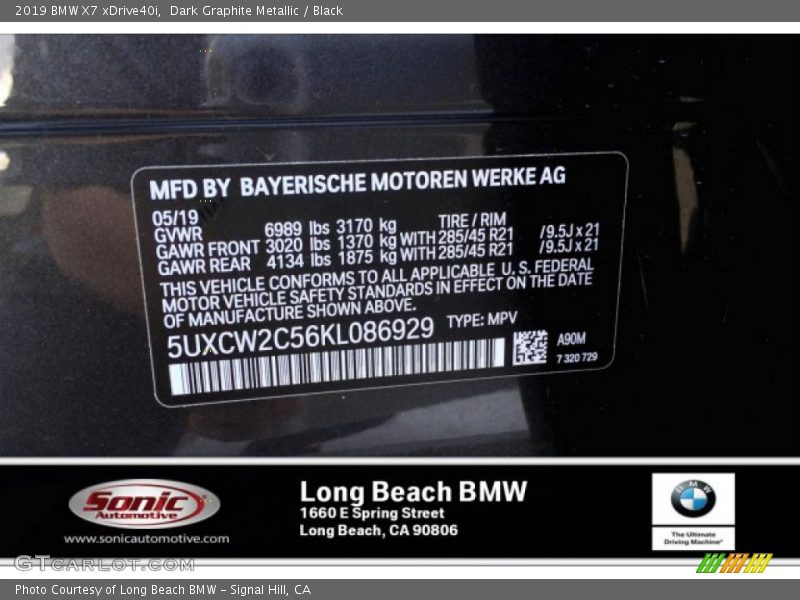 2019 BMW X7 xDrive40i,  Dark Graphite Metallic / Black
MFD BY BAYERISCHE MOTOREN WERKE AG
05/19 TIRE / RIM
GVWR 6989 lbs 3170 kg
GAWR FRONT 3020 lbs 1370 kg WITH 285/45 R21 /9.5J x 21
GAWR REAR 4134 lbs 1875 kg WITH 285/45 R21 /9.5J x 21
THIS VEHICLE CONFORMS TO ALL APPLICABLE U. S. FEDERAL
MOTOR VEHICLE SAFETY STANDARDS IN EFFECT ON THE DATE
OF MANUFACTURE SHOWN ABOVE.
5UXCW2C56KL086929 TYPE: MPV
A90M
7 320 729
Sonic
Automotive
www.sonicautomotive.com
Long Beach BMW
1660 E Spring Street
Long Beach, CA 90806
BMW
The Ultimate
Driving Machine®
GTCARLOT.COM
Photo Courtesy of Long Beach BMW - Signal Hill, CA